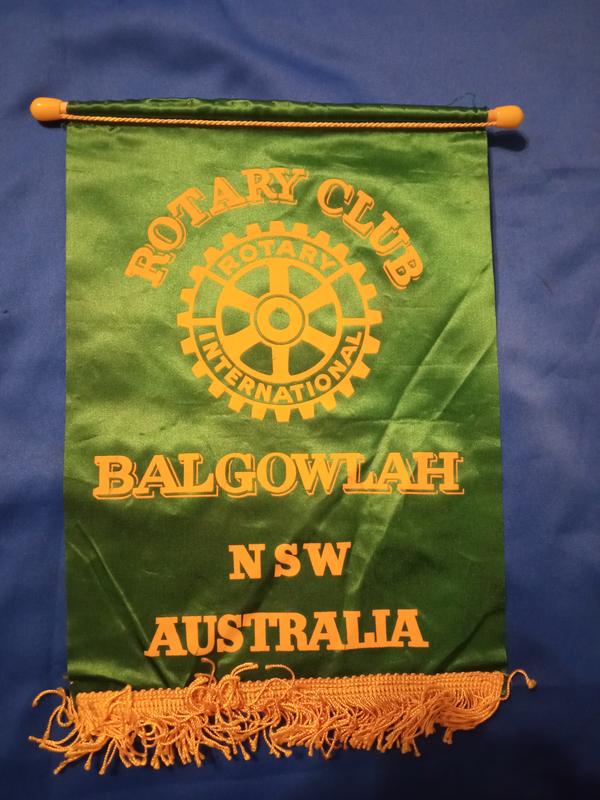 ROTARY CLUB
ROTARY
INTERNATIONAL
BALGOWLAH
NSW
AUSTRALIA